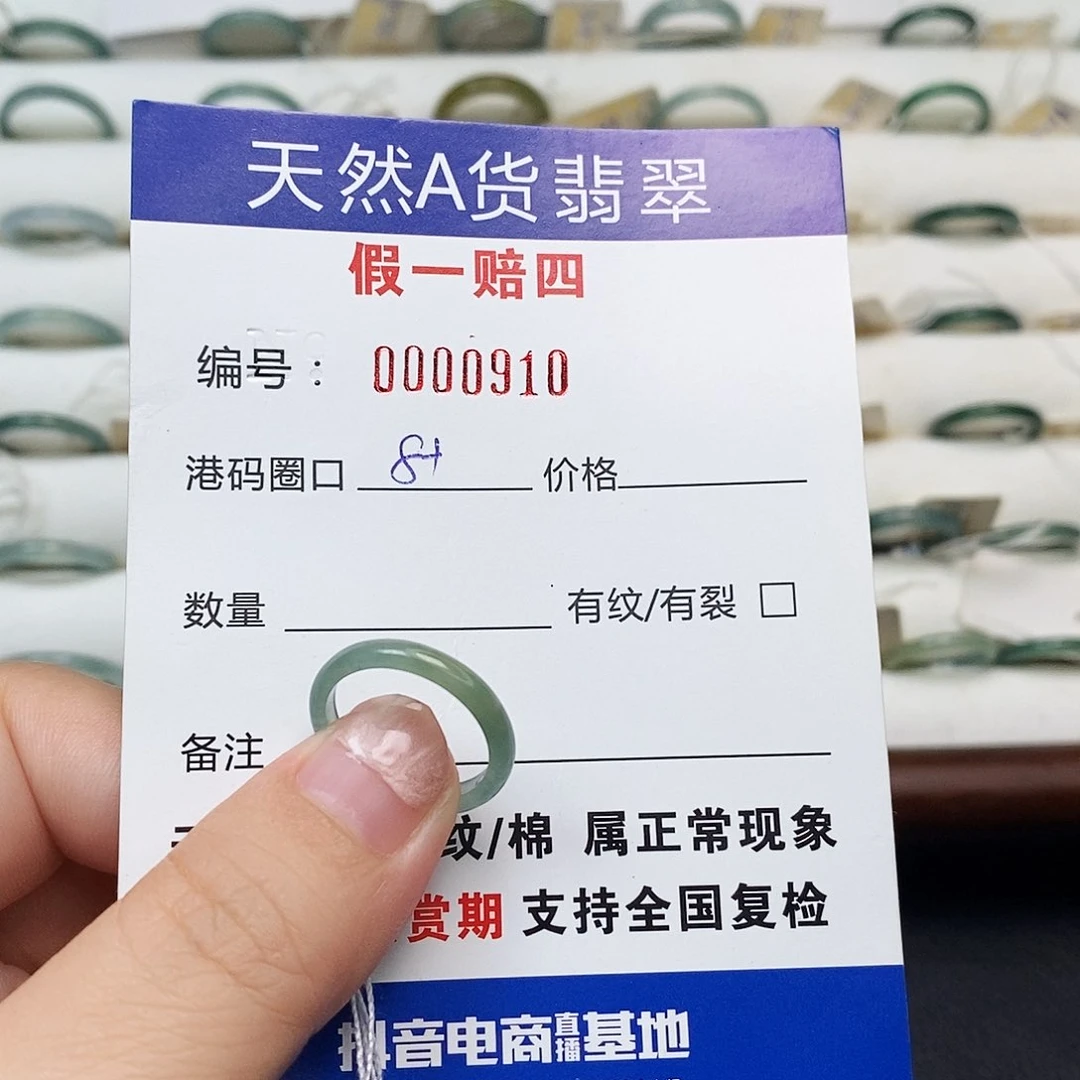 天然A货翡翠
假一赔四
编号：0000910
港码圈口 8+ 价格
数量 有纹/有裂 □
备注
纹/棉 属正常现象
赏期 支持全国复检
抖音电商直播基地